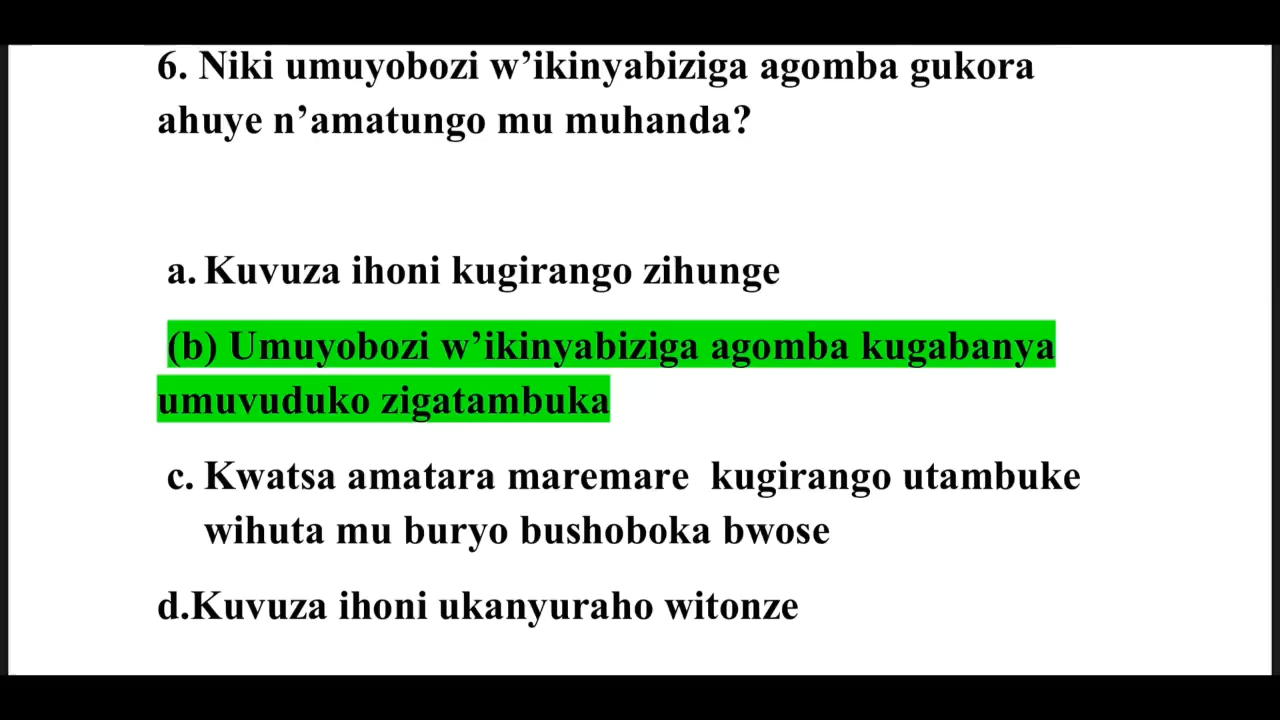 6. Niki umuyobozi w’ikinyabiziga agomba gukora
ahuye n’amatungo mu muhanda?
a. Kuvuza ihoni kugirango zihunge
(b) Umuyobozi w’ikinyabiziga agomba kugabanya
umuvuduko zigatambuka
c. Kwatsa amatara maremare kugirango utambuke
wihuta mu buryo bushoboka bwose
d.Kuvuza ihoni ukanyuraho witonze